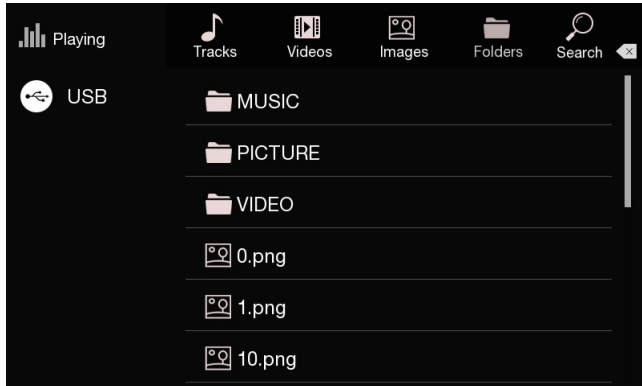 Playing
Tracks Videos Images Folders Search
USB
MUSIC
PICTURE
VIDEO
0.png
1.png
10.png